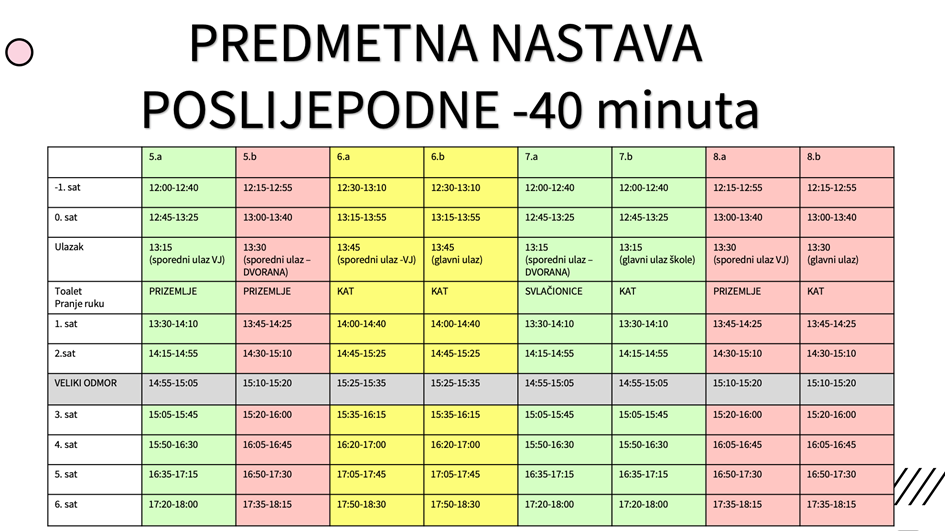 PREDMETNA NASTAVA
POSLIJEPODNE -40 minuta
5.a 5.b 6.a 6.b 7.a 7.b 8.a 8.b
-1. sat 12:00-12:40 12:15-12:55 12:30-13:10 12:30-13:10 12:00-12:40 12:00-12:40 12:15-12:55 12:15-12:55
0. sat 12:45-13:25 13:00-13:40 13:15-13:55 13:15-13:55 12:45-13:25 12:45-13:25 13:00-13:40 13:00-13:40
Ulazak 13:15 13:30 13:45 13:45 13:15 13:15 13:30 13:30
(sporedni ulaz VJ) (sporedni ulaz – (sporedni ulaz -VJ) (glavni ulaz) (sporedni ulaz – (glavni ulaz škole) (sporedni ulaz VJ) (glavni ulaz)
DVORANA) DVORANA)
Toalet PRIZEMLJE PRIZEMLJE KAT KAT SVLAČIONICE KAT PRIZEMLJE KAT
Pranje ruku
1. sat 13:30-14:10 13:45-14:25 14:00-14:40 14:00-14:40 13:30-14:10 13:30-14:10 13:45-14:25 13:45-14:25
2.sat 14:15-14:55 14:30-15:10 14:45-15:25 14:45-15:25 14:15-14:55 14:15-14:55 14:30-15:10 14:30-15:10
VELIKI ODMOR 14:55-15:05 15:10-15:20 15:25-15:35 15:25-15:35 14:55-15:05 14:55-15:05 15:10-15:20 15:10-15:20
3. sat 15:05-15:45 15:20-16:00 15:35-16:15 15:35-16:15 15:05-15:45 15:05-15:45 15:20-16:00 15:20-16:00
4. sat 15:50-16:30 16:05-16:45 16:20-17:00 16:20-17:00 15:50-16:30 15:50-16:30 16:05-16:45 16:05-16:45
5. sat 16:35-17:15 16:50-17:30 17:05-17:45 17:05-17:45 16:35-17:15 16:35-17:15 16:50-17:30 16:50-17:30
6. sat 17:20-18:00 17:35-18:15 17:50-18:30 17:50-18:30 17:20-18:00 17:20-18:00 17:35-18:15 17:35-18:15